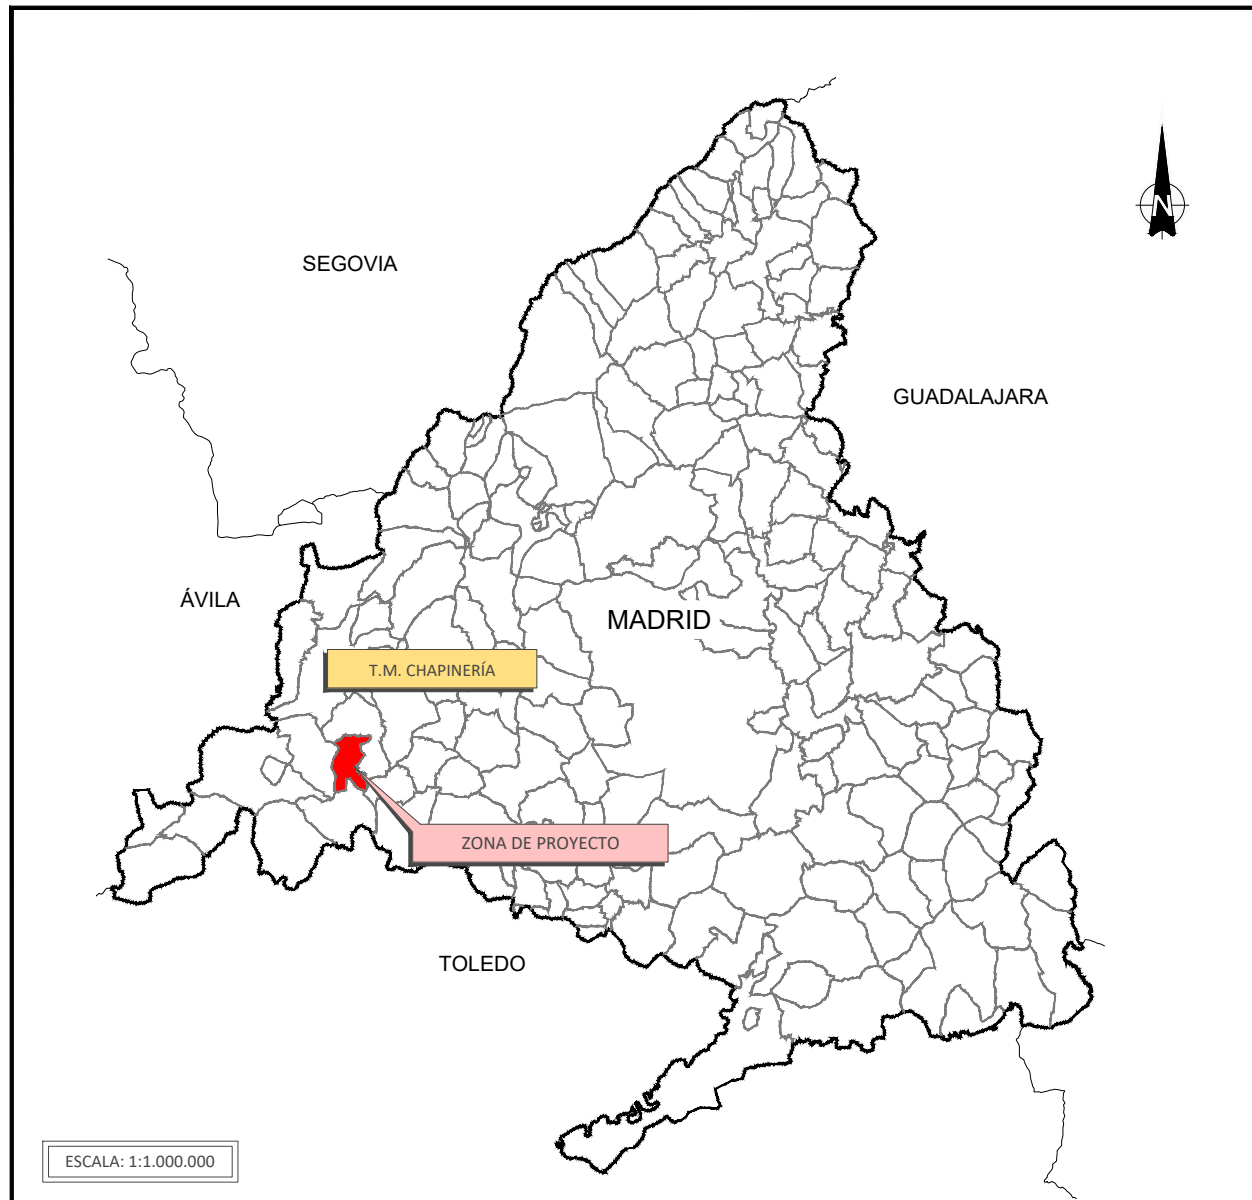 N
SEGOVIA
GUADALAJARA
ÁVILA
MADRID
T.M. CHAPINERÍA
ZONA DE PROYECTO
TOLEDO
ESCALA: 1:1.000.000